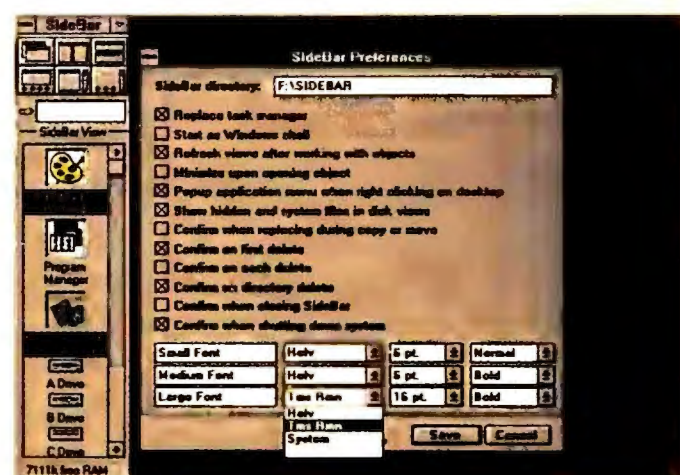 SideBar
SideBar Preferences
SideBar directory: F:\SIDEBAR
Replace task manager
Start as Windows shell
Refresh views after working with objects
Minimize upon opening object
Popup application menu when right clicking on desktop
Show hidden and system files in disk views
Confirm when replacing during copy or move
Confirm on first delete
Confirm on each delete
Confirm on directory delete
Confirm when closing SideBar
Confirm when shutting down system
Small Font Helv 6 pt. Normal
Medium Font Helv 6 pt. Bold
Large Font Tms Rmn 16 pt. Bold
Helv
Tms Rmn
System
Save Cancel
SideBar View
Program
Manager
A Drive
B Drive
C Drive
7111k free RAM